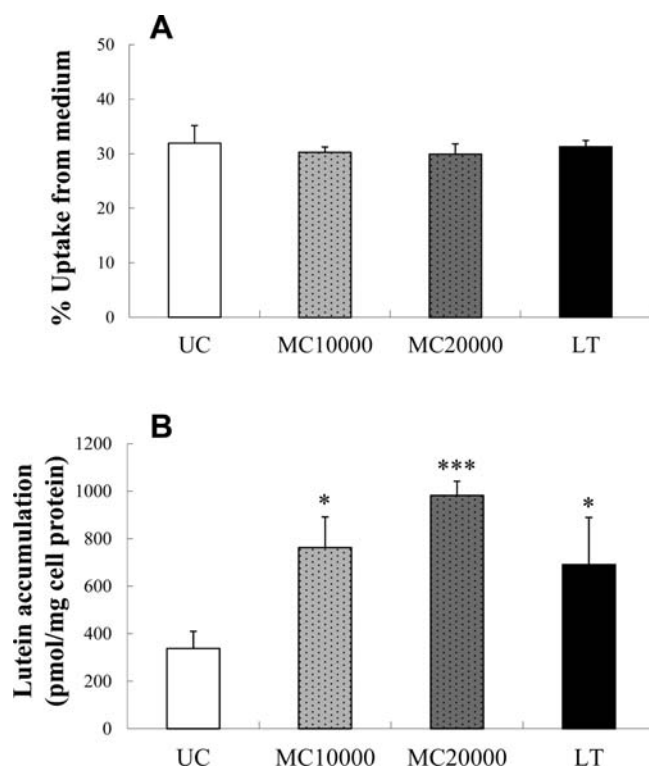 A
50
40
30
20
10
0
% Uptake from medium
UC MC10000 MC20000 LT
B
1200
1000
800
600
400
200
0
Lutein accumulation
(pmol/mg cell protein)
* *** *
UC MC10000 MC20000 LT